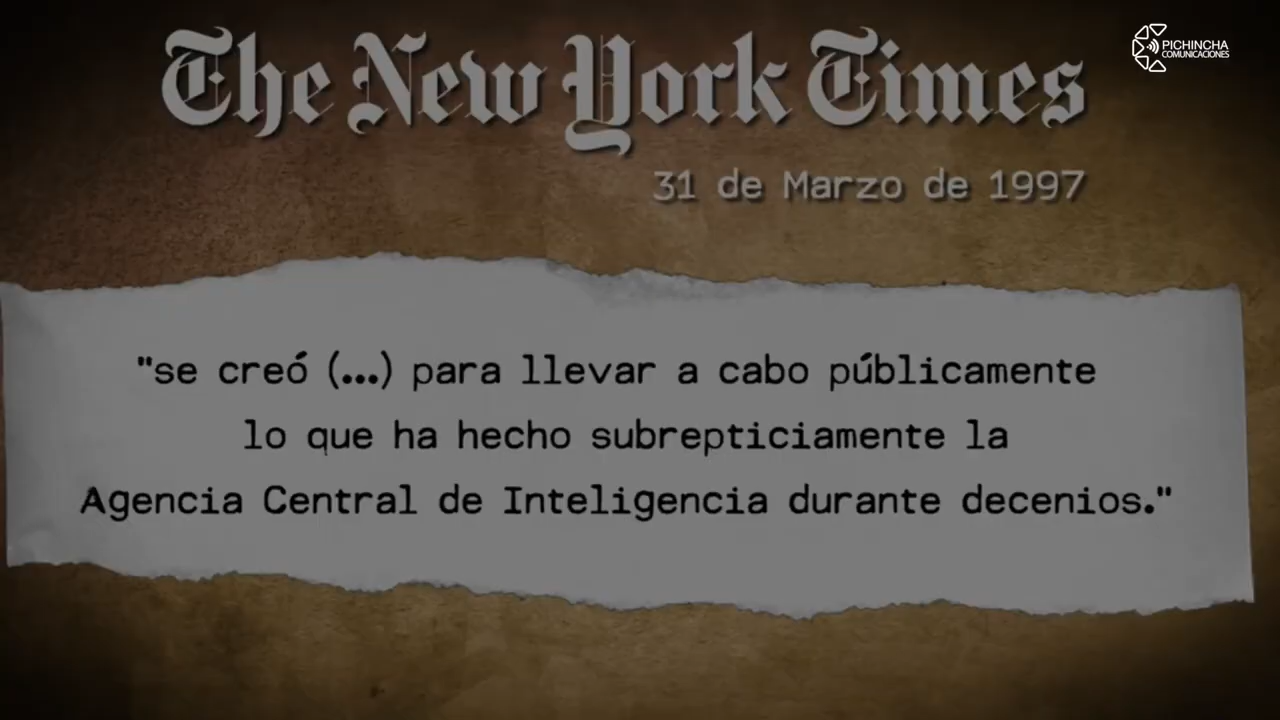 The New York Times
PICHINCHA
COMUNICACIONES
31 de Marzo de 1997
"se creó (...) para llevar a cabo públicamente
lo que ha hecho subrepticiamente la
Agencia Central de Inteligencia durante decenios."